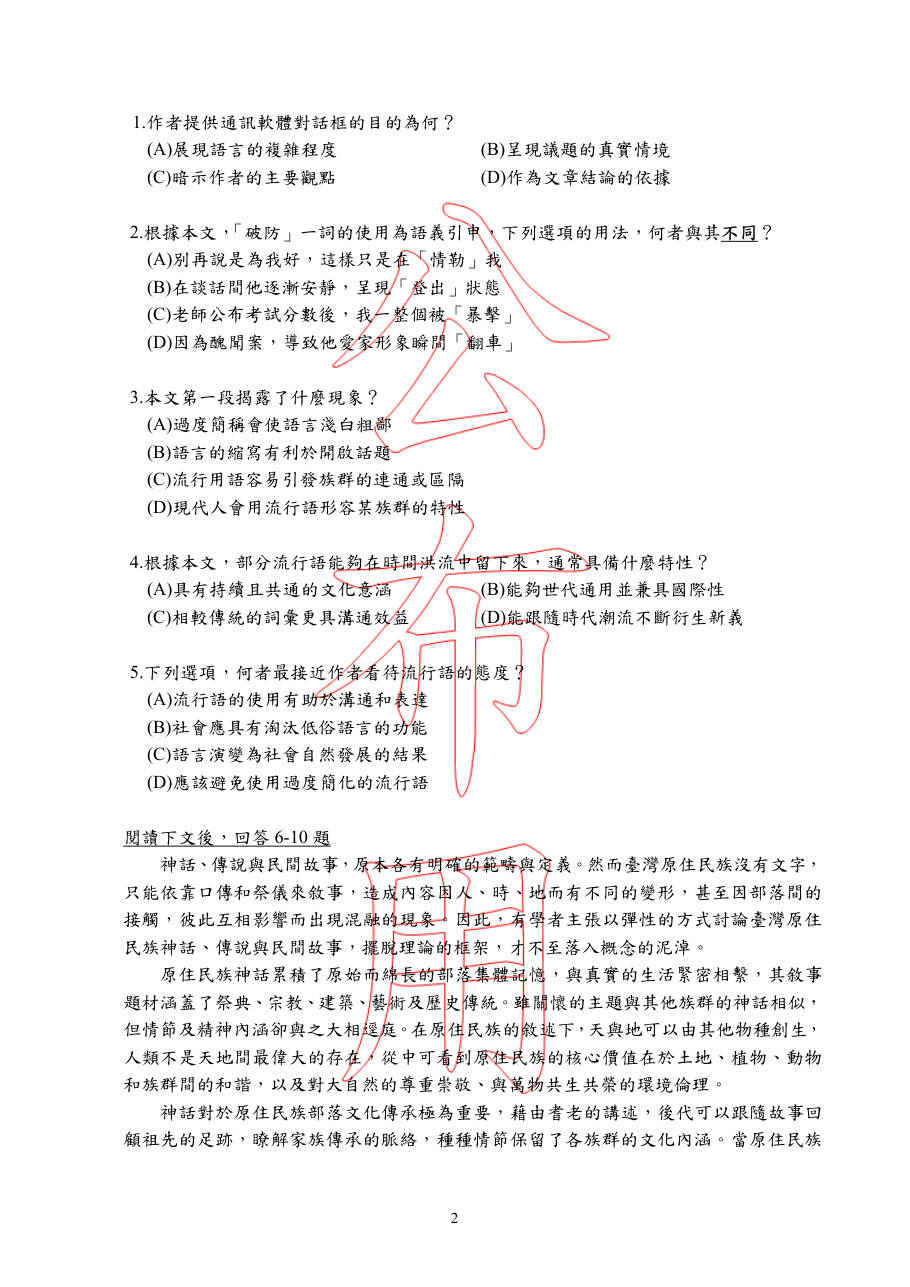 1.作者提供通訊軟體對話框的目的為何？
(A)展現語言的複雜程度 (B)呈現議題的真實情境
(C)暗示作者的主要觀點 (D)作為文章結論的依據
2.根據本文，「破防」一詞的使用為語義引申，下列選項的用法，何者與其不同？
(A)別再說是為我好，這樣只是在「情勒」我
(B)在談話間他逐漸安靜，呈現「登出」狀態
(C)老師公布考試分數後，我一整個被「暴擊」
(D)因為醜聞案，導致他愛家形象瞬間「翻車」
3.本文第一段揭露了什麼現象？
(A)過度簡稱會使語言淺白粗鄙
(B)語言的縮寫有利於開啟話題
(C)流行用語容易引發族群的連通或區隔
(D)現代人會用流行語形容某族群的特性
4.根據本文，部分流行語能夠在時間洪流中留下來，通常具備什麼特性？
(A)具有持續且共通的文化意涵 (B)能夠世代通用並兼具國際性
(C)相較傳統的詞彙更具溝通效益 (D)能跟隨時代潮流不斷衍生新義
5.下列選項，何者最接近作者看待流行語的態度？
(A)流行語的使用有助於溝通和表達
(B)社會應具有淘汰低俗語言的功能
(C)語言演變為社會自然發展的結果
(D)應該避免使用過度簡化的流行語
閱讀下文後，回答 6-10 題
神話、傳說與民間故事，原本各有明確的範疇與定義。然而臺灣原住民族沒有文字，
只能依靠口傳和祭儀來敘事，造成內容因人、時、地而有不同的變形，甚至因部落間的
接觸，彼此互相影響而出現混融的現象。因此，有學者主張以彈性的方式討論臺灣原住
民族神話、傳說與民間故事，擺脫理論的框架，才不至落入概念的泥淖。
原住民族神話累積了原始而綿長的部落集體記憶，與真實的生活緊密相繫，其敘事
題材涵蓋了祭典、宗教、建築、藝術及歷史傳統。雖關懷的主題與其他族群的神話相似，
但情節及精神內涵卻與之大相逕庭。在原住民族的敘述下，天與地可以由其他物種創生，
人類不是天地間最偉大的存在，從中可看到原住民族的核心價值在於土地、植物、動物
和族群間的和諧，以及對大自然的尊重崇敬、與萬物共生共榮的環境倫理。
神話對於原住民族部落文化傳承極為重要，藉由耆老的講述，後代可以跟隨故事回
顧祖先的足跡，瞭解家族傳承的脈絡，種種情節保留了各族群的文化內涵。當原住民族
公布用
2